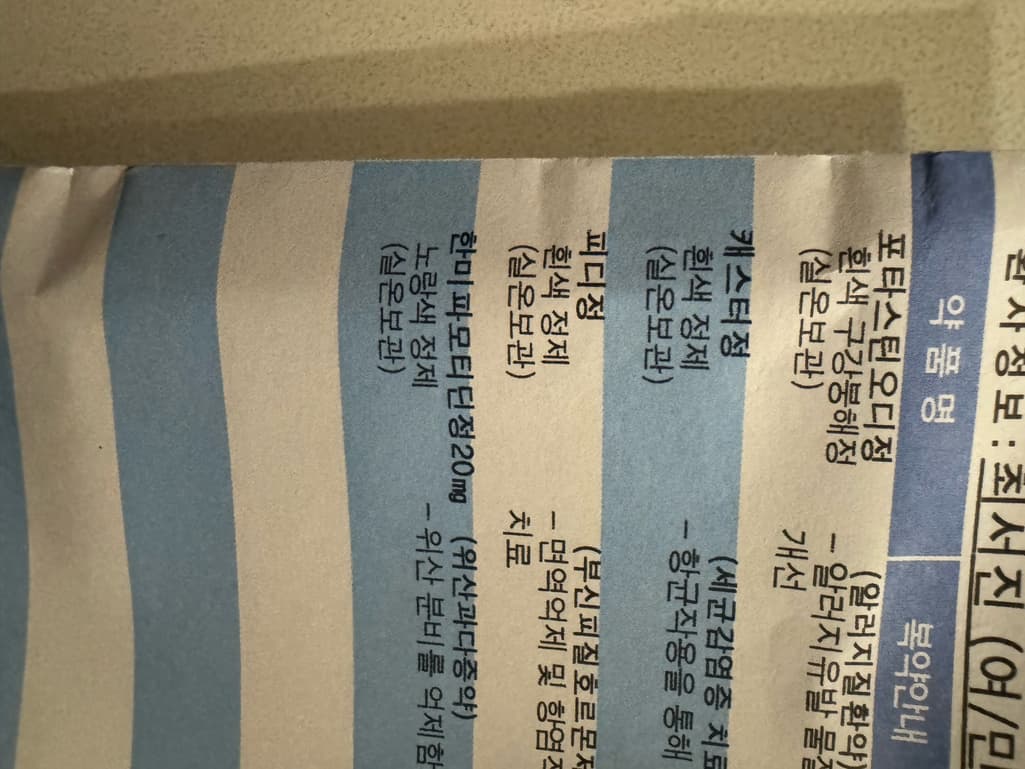 환자정보 : 최서진 (여/만
약 품 명 복약안내
포타스틴오디정 (알러지질환약)
흰색 구강붕해정 - 알러지유발 물질
(실온보관) 개선
캐스터정 (세균감염증 치료
흰색 정제 - 항균작용을 통해
(실온보관)
피디정 (부신피질호르몬제
흰색 정제 - 면역억제 및 항염
(실온보관) 치료
한미파모티딘정20㎎ (위산과다증약)
노랑색 정제 - 위산 분비를 억제함
(실온보관)